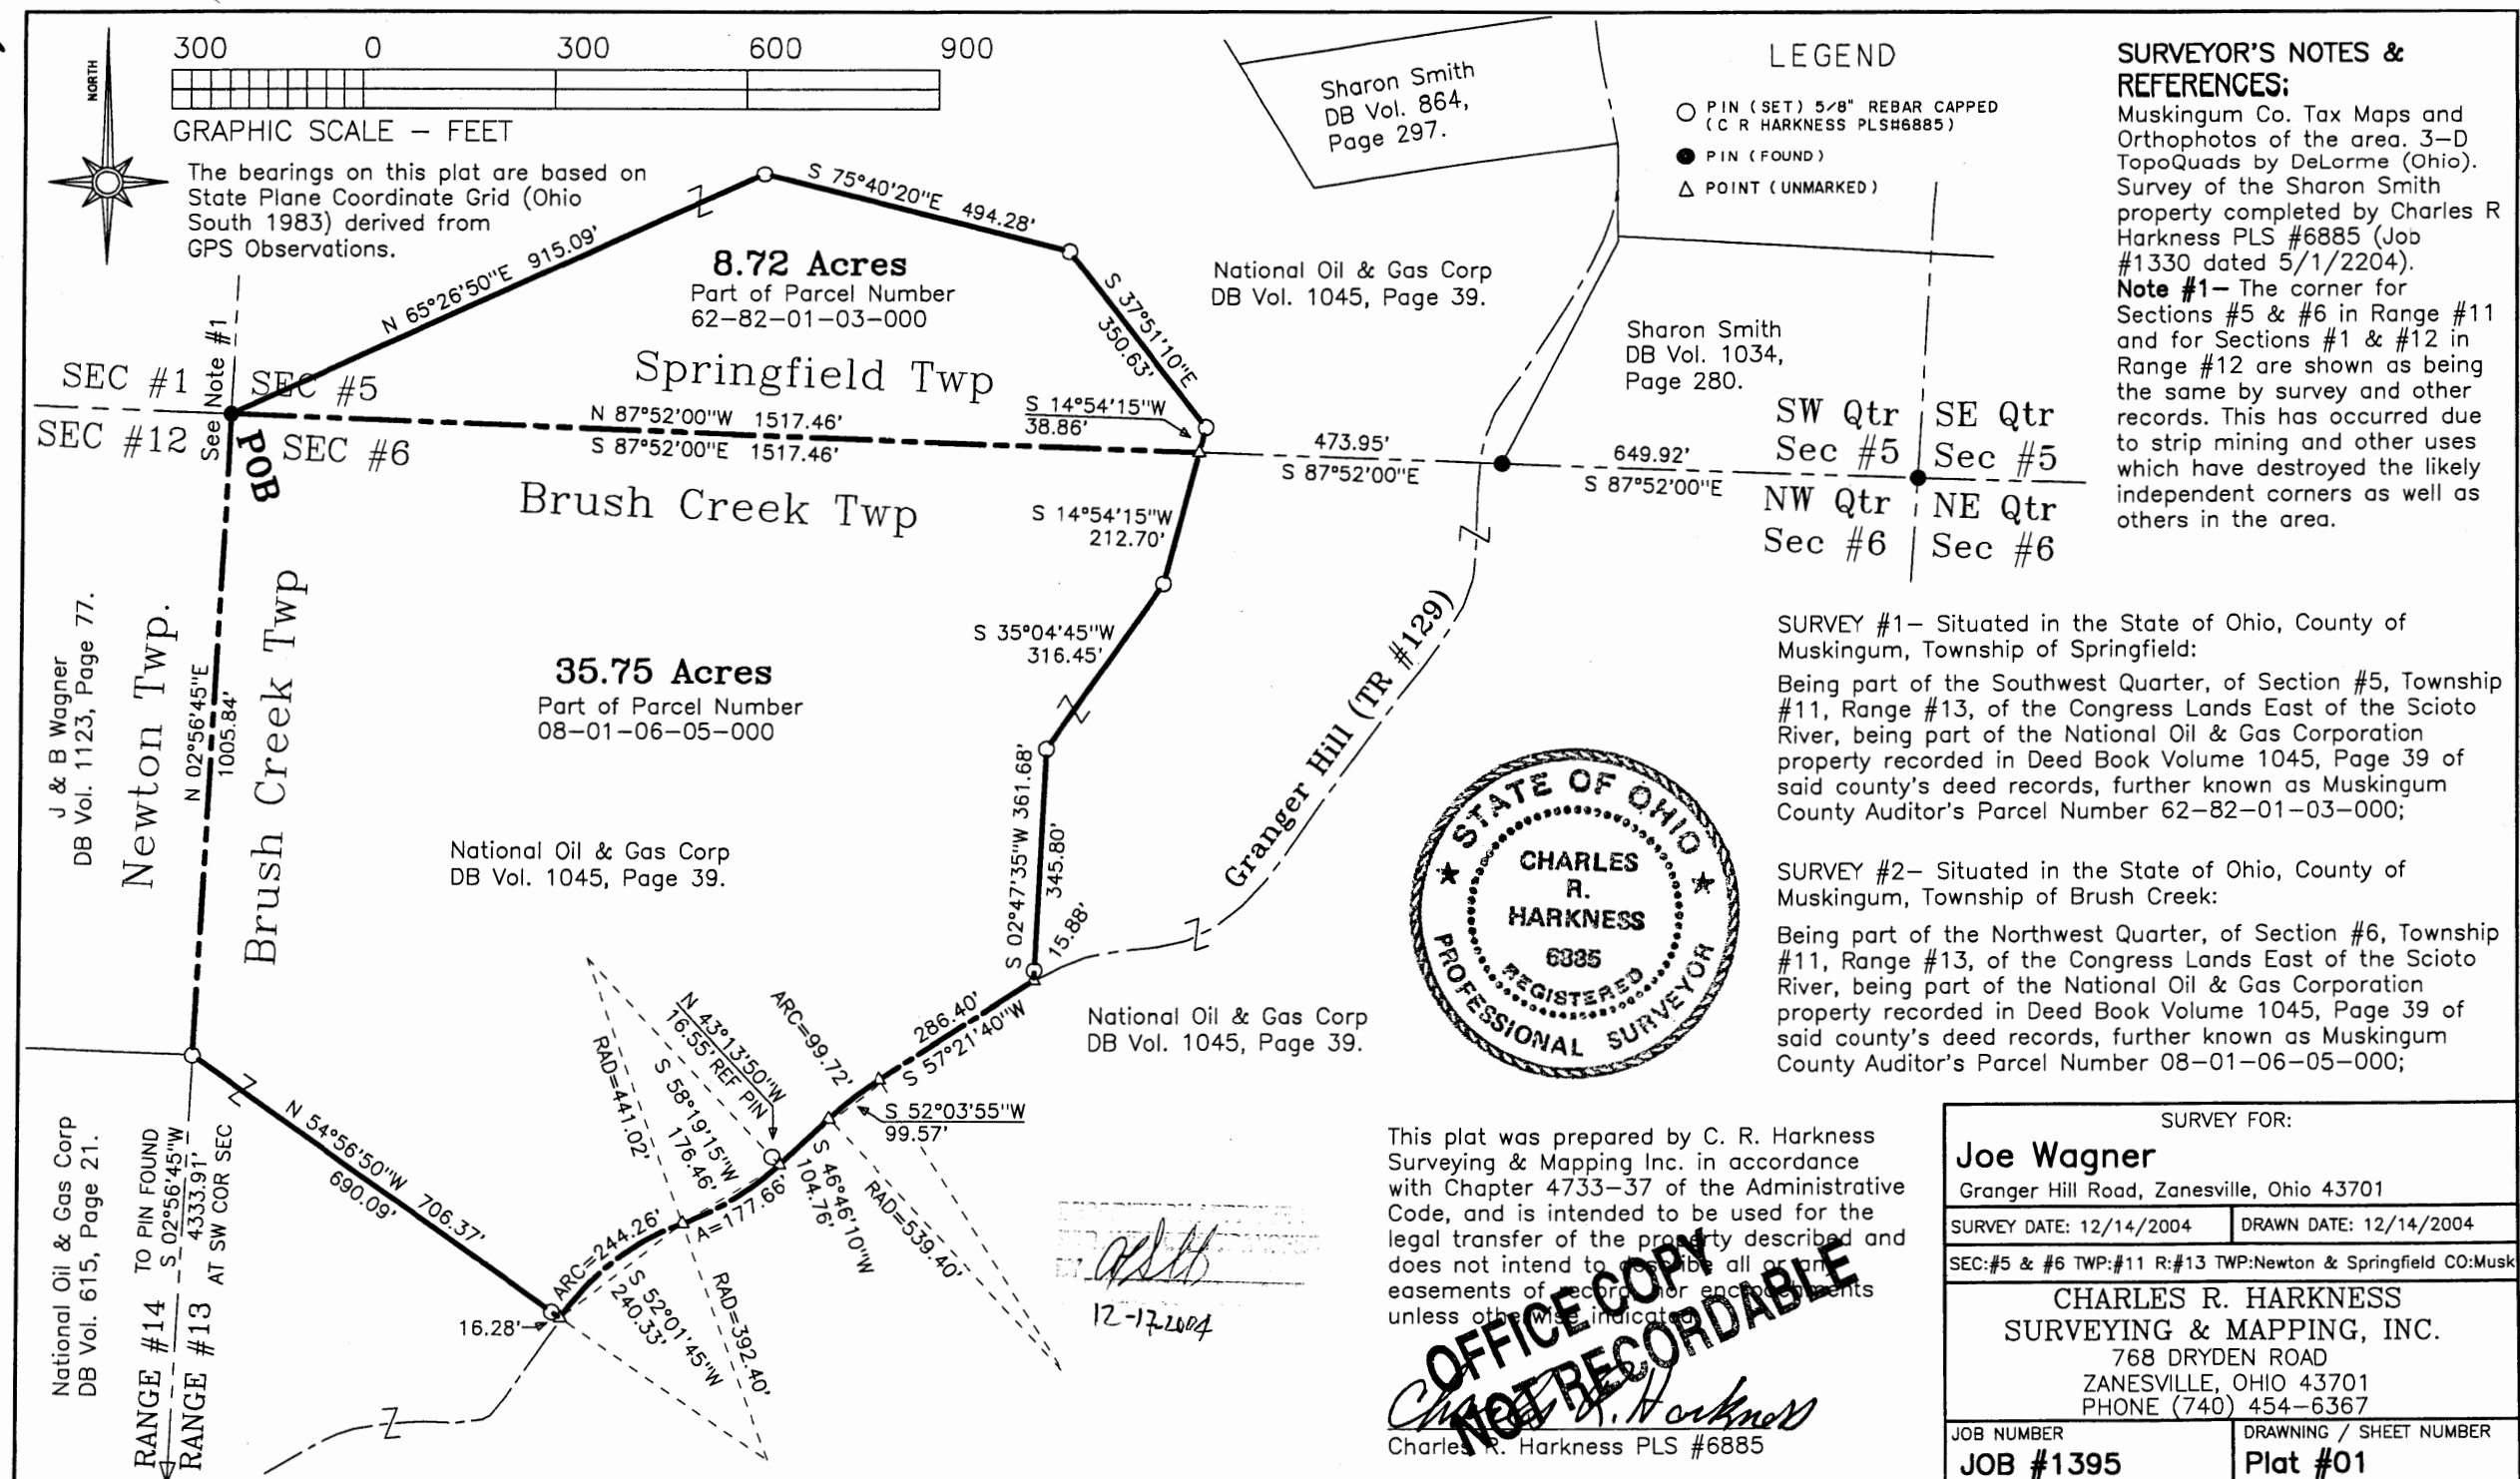 300 0 300 600 900
NORTH
GRAPHIC SCALE – FEET
The bearings on this plat are based on
State Plane Coordinate Grid (Ohio
South 1983) derived from
GPS Observations.
N 65°26'50"E 915.09'
S 75°40'20"E 494.28'
8.72 Acres
Part of Parcel Number
62–82–01–03–000
S 37°51'10"E
350.63'
National Oil & Gas Corp
DB Vol. 1045, Page 39.
Sharon Smith
DB Vol. 864,
Page 297.
LEGEND
PIN (SET) 5/8" REBAR CAPPED
(C R HARKNESS PLS#6885)
PIN (FOUND)
POINT (UNMARKED)
SURVEYOR'S NOTES &
REFERENCES:
Muskingum Co. Tax Maps and
Orthophotos of the area. 3–D
TopoQuads by DeLorme (Ohio).
Survey of the Sharon Smith
property completed by Charles R
Harkness PLS #6885 (Job
#1330 dated 5/1/2204).
Note #1– The corner for
Sections #5 & #6 in Range #11
and for Sections #1 & #12 in
Range #12 are shown as being
the same by survey and other
records. This has occurred due
to strip mining and other uses
which have destroyed the likely
independent corners as well as
others in the area.
SEC #1
SEC #5
SEC #12
SEC #6
See Note #1
POB
Springfield Twp
N 87°52'00"W 1517.46'
S 87°52'00"E 1517.46'
Brush Creek Twp
S 14°54'15"W
38.86'
473.95'
S 87°52'00"E
649.92'
S 87°52'00"E
Sharon Smith
DB Vol. 1034,
Page 280.
SW Qtr
Sec #5
SE Qtr
Sec #5
NW Qtr
Sec #6
NE Qtr
Sec #6
S 14°54'15"W
212.70'
S 35°04'45"W
316.45'
35.75 Acres
Part of Parcel Number
08–01–06–05–000
J & B Wagner
DB Vol. 1123, Page 77.
Newton Twp.
N 02°56'45"E
1005.84'
Brush Creek Twp
National Oil & Gas Corp
DB Vol. 1045, Page 39.
S 02°47'35"W 361.68'
345.80'
15.88'
Granger Hill (TR #129)
286.40'
S 57°21'40"W
National Oil & Gas Corp
DB Vol. 1045, Page 39.
ARC=99.72'
S 52°03'55"W
99.57'
N 43°13'50"W
16.55' REF PIN
RAD=441.02'
S 58°19'15"W
176.46'
A=177.66'
S 46°46'10"W
104.76'
RAD=539.40'
ARC=244.26'
S 52°01'45"W
240.33'
RAD=392.40'
N 54°56'50"W 706.37'
690.09'
16.28'
National Oil & Gas Corp
DB Vol. 615, Page 21.
RANGE #14
RANGE #13
TO PIN FOUND
S 02°56'45"W
4333.91'
AT SW COR SEC
12-17-2004
STATE OF OHIO
CHARLES
R.
HARKNESS
6885
REGISTERED
PROFESSIONAL SURVEYOR
SURVEY #1– Situated in the State of Ohio, County of
Muskingum, Township of Springfield:
Being part of the Southwest Quarter, of Section #5, Township
#11, Range #13, of the Congress Lands East of the Scioto
River, being part of the National Oil & Gas Corporation
property recorded in Deed Book Volume 1045, Page 39 of
said county's deed records, further known as Muskingum
County Auditor's Parcel Number 62–82–01–03–000;
SURVEY #2– Situated in the State of Ohio, County of
Muskingum, Township of Brush Creek:
Being part of the Northwest Quarter, of Section #6, Township
#11, Range #13, of the Congress Lands East of the Scioto
River, being part of the National Oil & Gas Corporation
property recorded in Deed Book Volume 1045, Page 39 of
said county's deed records, further known as Muskingum
County Auditor's Parcel Number 08–01–06–05–000;
This plat was prepared by C. R. Harkness
Surveying & Mapping Inc. in accordance
with Chapter 4733–37 of the Administrative
Code, and is intended to be used for the
legal transfer of the property described and
does not intend to describe all or any
easements of record nor encroachments
unless otherwise indicated.
OFFICE COPY
NOT RECORDABLE
Charles R. Harkness
Charles R. Harkness PLS #6885
SURVEY FOR:
Joe Wagner
Granger Hill Road, Zanesville, Ohio 43701
SURVEY DATE: 12/14/2004
DRAWN DATE: 12/14/2004
SEC:#5 & #6 TWP:#11 R:#13 TWP:Newton & Springfield CO:Musk
CHARLES R. HARKNESS
SURVEYING & MAPPING, INC.
768 DRYDEN ROAD
ZANESVILLE, OHIO 43701
PHONE (740) 454–6367
JOB NUMBER
JOB #1395
DRAWNING / SHEET NUMBER
Plat #01